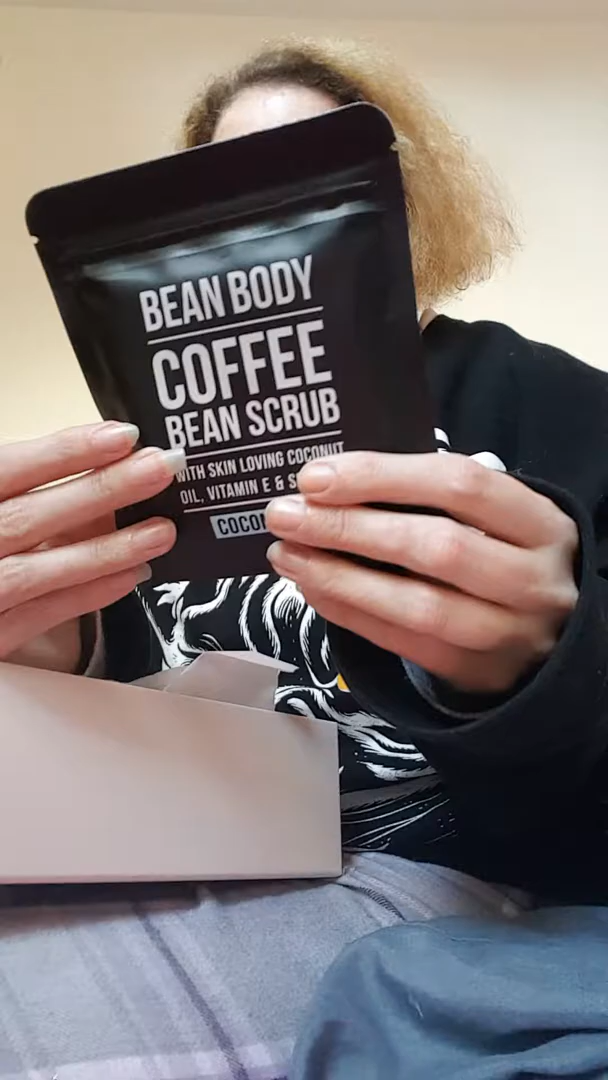 BEAN BODY
COFFEE
BEAN SCRUB
WITH SKIN LOVING COCONUT
OIL, VITAMIN E &